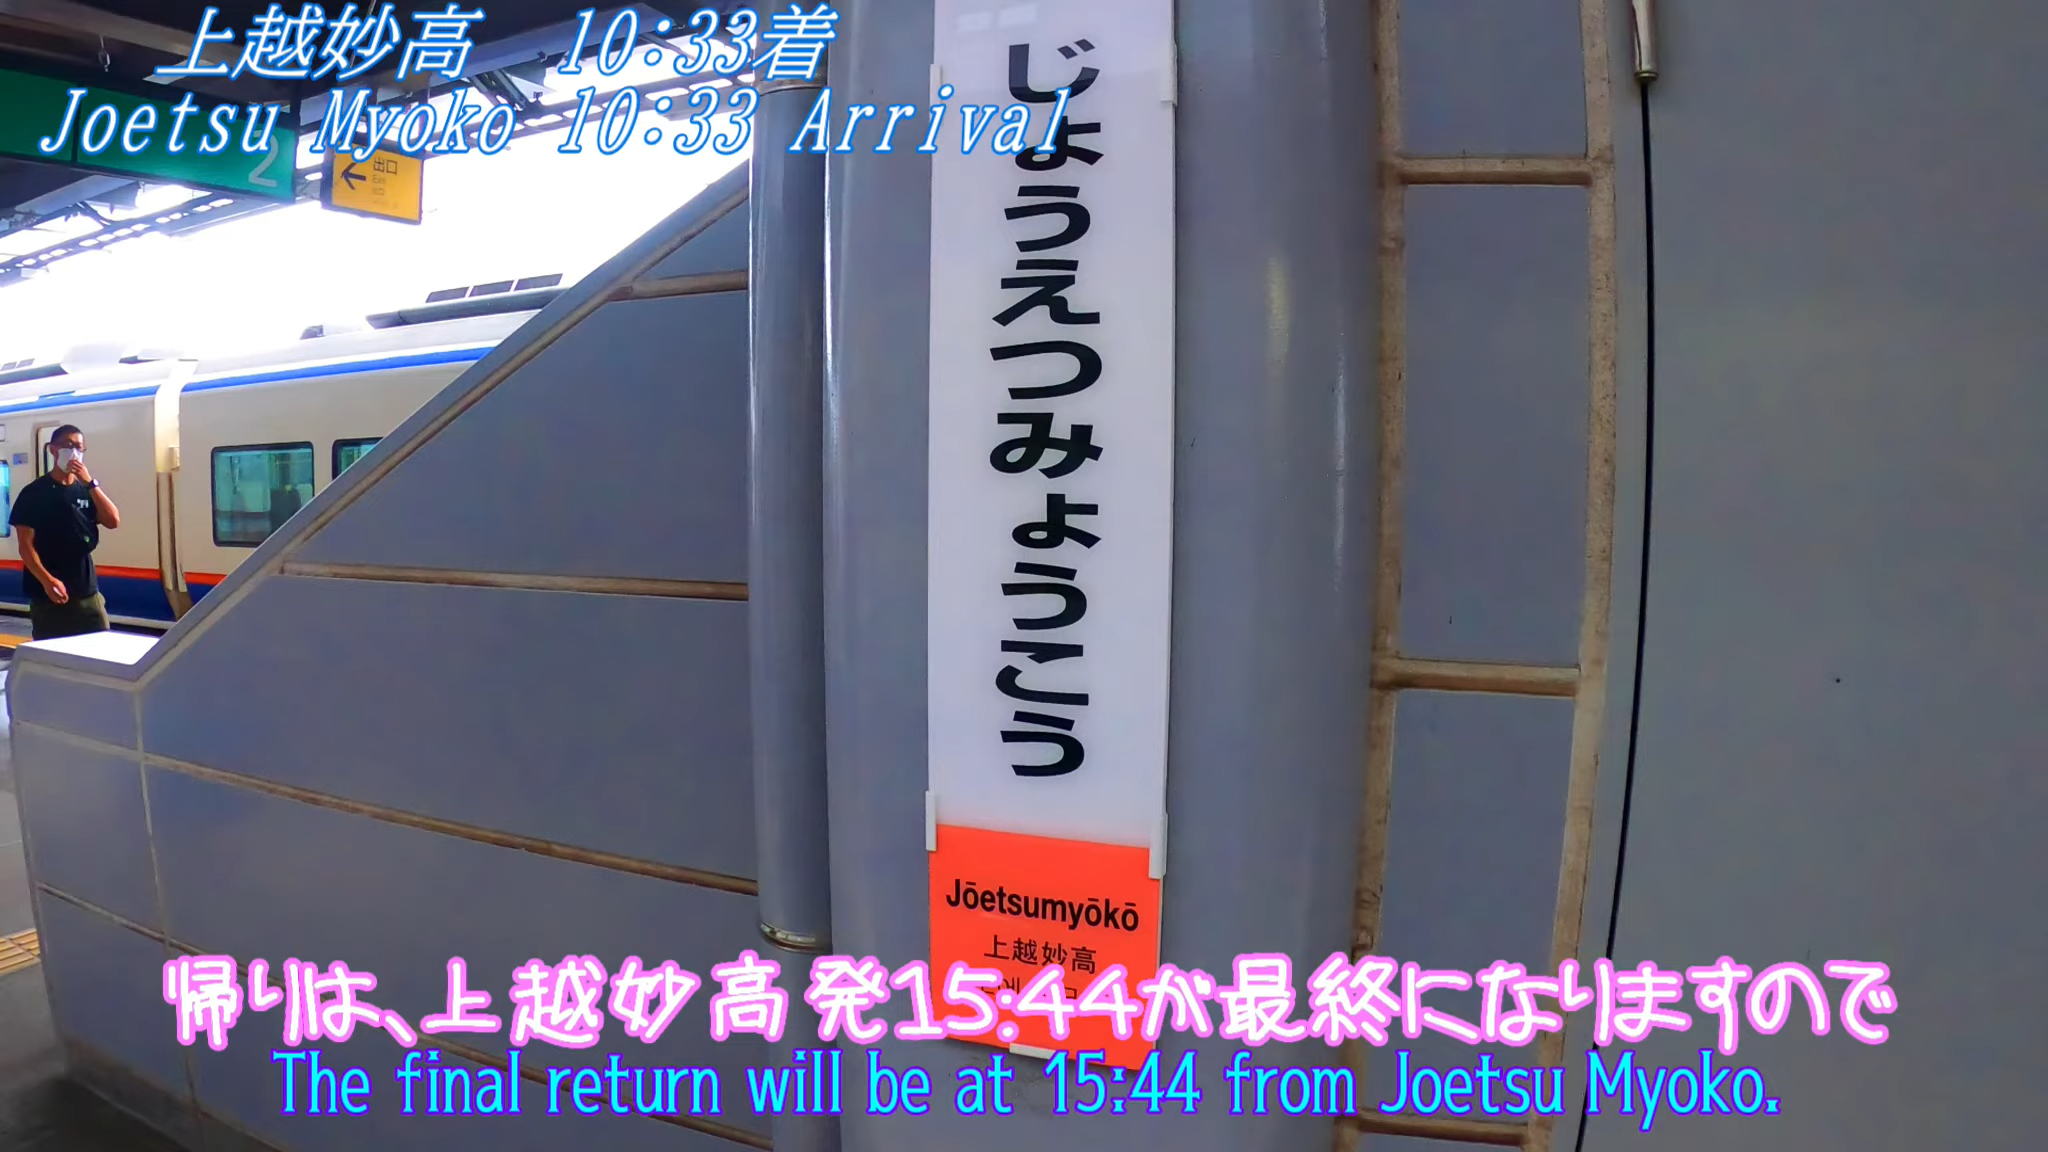 上越妙高 10:33着
Joetsu Myoko 10:33 Arrival
2
出口
じょうえつみょうこう
Jōetsumyōkō
上越妙高
帰りは、上越妙高発15:44が最終になりますので
The final return will be at 15:44 from Joetsu Myoko.